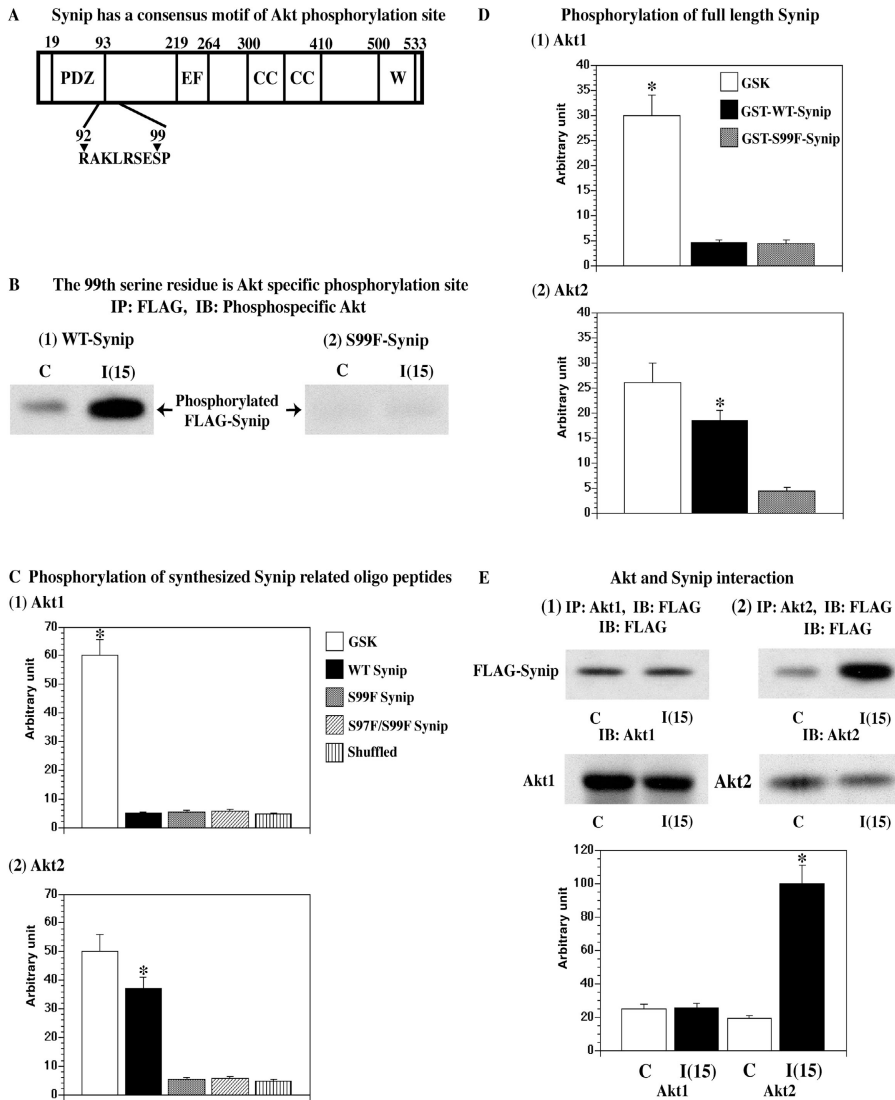 A Synip has a consensus motif of Akt phosphorylation site
19 93 219 264 300 410 500 533
PDZ EF CC CC W
92 99
RAKLRSESP
B The 99th serine residue is Akt specific phosphorylation site
IP: FLAG, IB: Phosphospecific Akt
(1) WT-Synip (2) S99F-Synip
C I(15) C I(15)
Phosphorylated
FLAG-Synip
C Phosphorylation of synthesized Synip related oligo peptides
(1) Akt1
70
60
50
40
30
20
10
0
Arbitrary unit
*
GSK
WT Synip
S99F Synip
S97F/S99F Synip
Shuffled
(2) Akt2
70
60
50
40
30
20
10
0
Arbitrary unit
*
D Phosphorylation of full length Synip
(1) Akt1
40
35
30
25
20
15
10
5
0
Arbitrary unit
*
GSK
GST-WT-Synip
GST-S99F-Synip
(2) Akt2
40
35
30
25
20
15
10
5
0
Arbitrary unit
*
E Akt and Synip interaction
(1) IP: Akt1, IB: FLAG (2) IP: Akt2, IB: FLAG
IB: FLAG IB: FLAG
FLAG-Synip
C I(15) C I(15)
IB: Akt1 IB: Akt2
Akt1 Akt2
C I(15) C I(15)
120
100
80
60
40
20
0
Arbitrary unit
*
C I(15) C I(15)
Akt1 Akt2